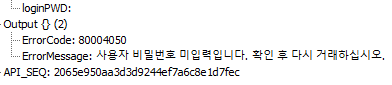 loginPWD:
Output {} (2)
ErrorCode: 80004050
ErrorMessage: 사용자 비밀번호 미입력입니다. 확인 후 다시 거래하십시오.
API_SEQ: 2065e950aa3d3d9244ef7a6c8e1d7fec